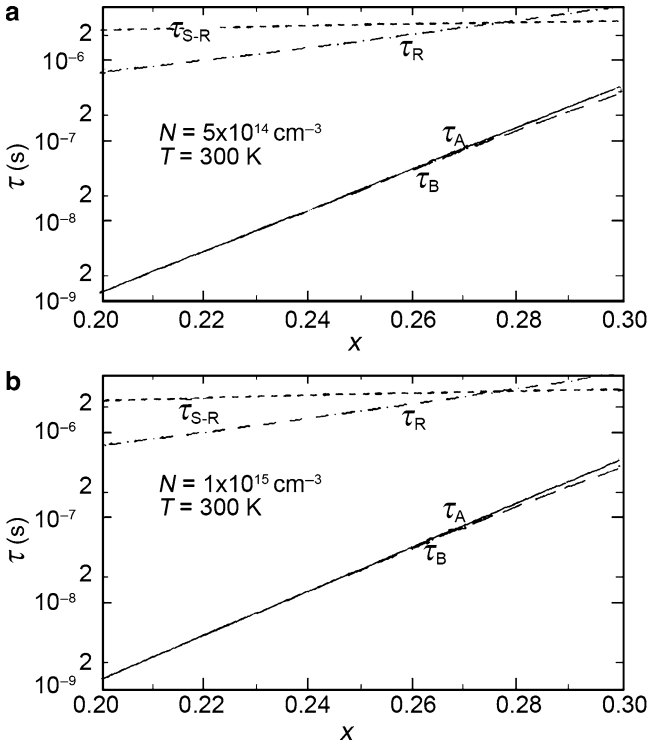 a
τS-R
10⁻⁶
τR
2
N = 5x10¹⁴ cm⁻³
10⁻⁷
T = 300 K
τA
τ (s)
2
τB
10⁻⁸
2
10⁻⁹
0.20 0.22 0.24 0.26 0.28 0.30
x
b
2
τS-R
τR
10⁻⁶
N = 1x10¹⁵ cm⁻³
2
T = 300 K
10⁻⁷
τA
τ (s)
τB
2
10⁻⁸
2
10⁻⁹
0.20 0.22 0.24 0.26 0.28 0.30
x